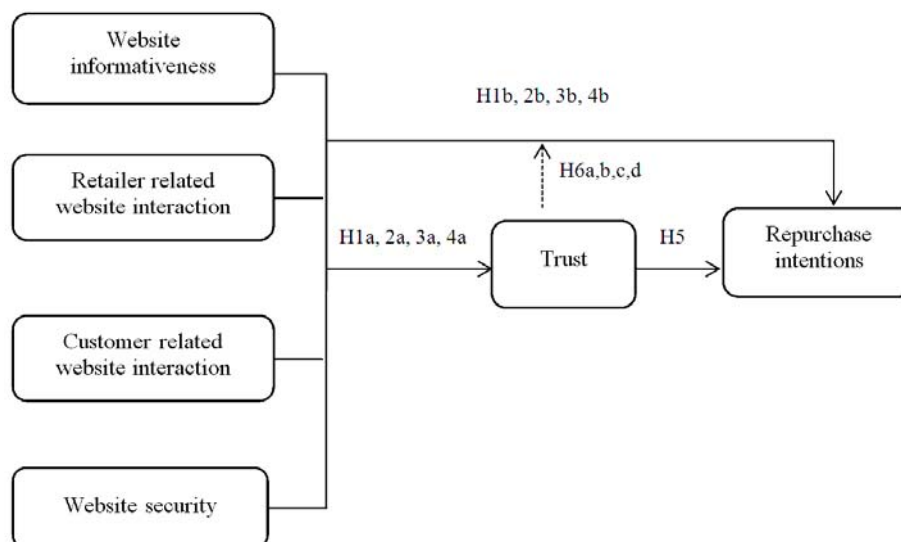 Website
informativeness
H1b, 2b, 3b, 4b
Retailer related
website interaction
H6a,b,c,d
H1a, 2a, 3a, 4a
Trust
H5
Repurchase
intentions
Customer related
website interaction
Website security